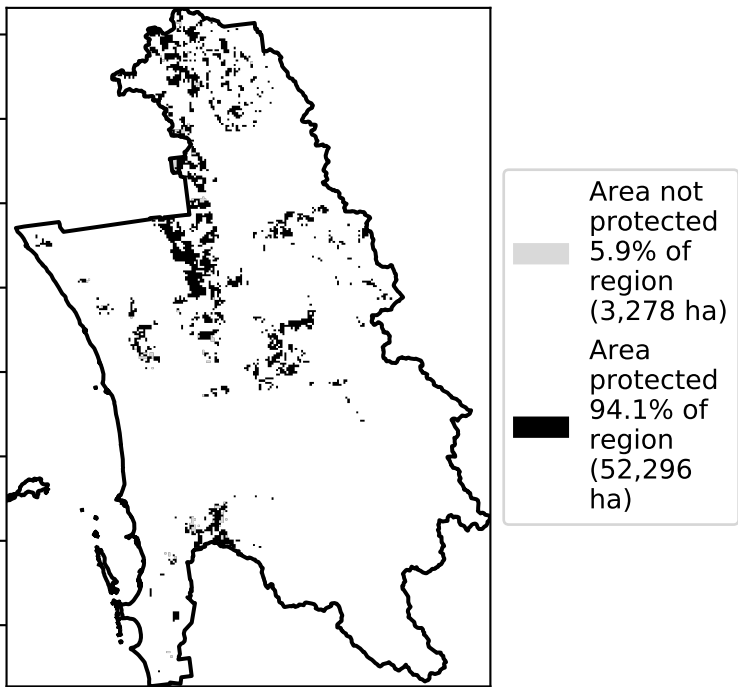 Area not
protected
5.9% of
region
(3,278 ha)
Area
protected
94.1% of
region
(52,296
ha)